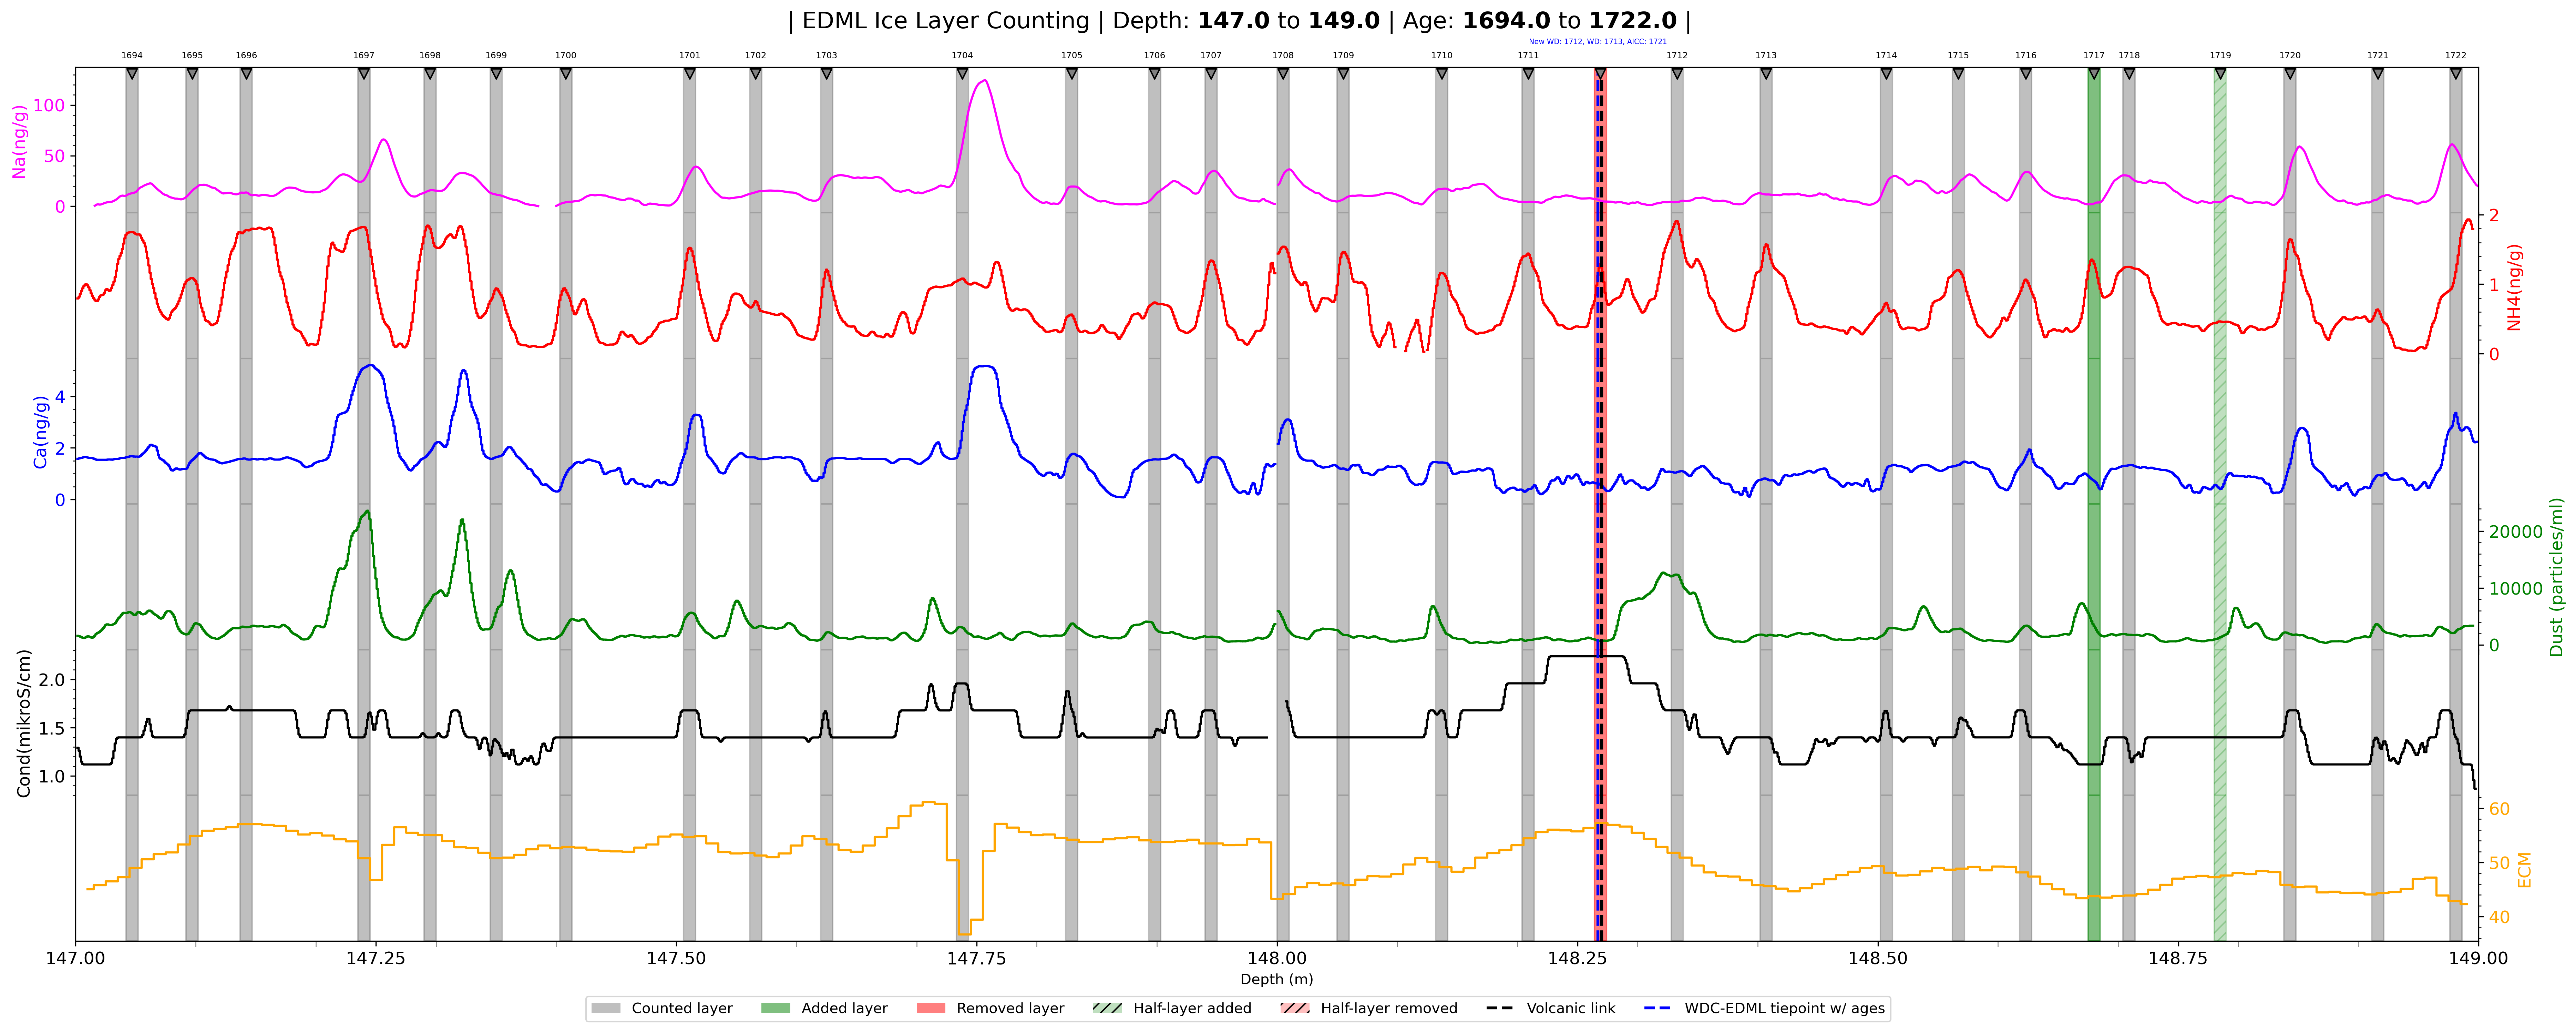 | EDML Ice Layer Counting | Depth: 147.0 to 149.0 | Age: 1694.0 to 1722.0 |
New WD: 1712, WD: 1713, AICC: 1721
1694 1695 1696 1697 1698 1699 1700 1701 1702 1703 1704 1705 1706 1707 1708 1709 1710 1711 1712 1713 1714 1715 1716 1717 1718 1719 1720 1721 1722
Na(ng/g)
100
50
0
NH4(ng/g)
2
1
0
Ca(ng/g)
4
2
0
Dust (particles/ml)
20000
10000
0
Cond(mikroS/cm)
2.0
1.5
1.0
ECM
60
50
40
147.00 147.25 147.50 147.75 148.00 148.25 148.50 148.75 149.00
Depth (m)
Counted layer Added layer Removed layer Half-layer added Half-layer removed Volcanic link WDC-EDML tiepoint w/ ages